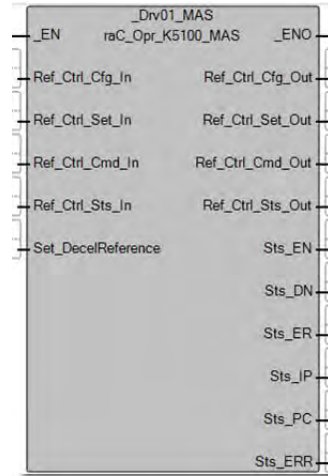 _Drv01_MAS
_EN raC_Opr_K5100_MAS _ENO
Ref_Ctrl_Cfg_In Ref_Ctrl_Cfg_Out
Ref_Ctrl_Set_In Ref_Ctrl_Set_Out
Ref_Ctrl_Cmd_In Ref_Ctrl_Cmd_Out
Ref_Ctrl_Sts_In Ref_Ctrl_Sts_Out
Set_DecelReference Sts_EN
Sts_DN
Sts_ER
Sts_IP
Sts_PC
Sts_ERR